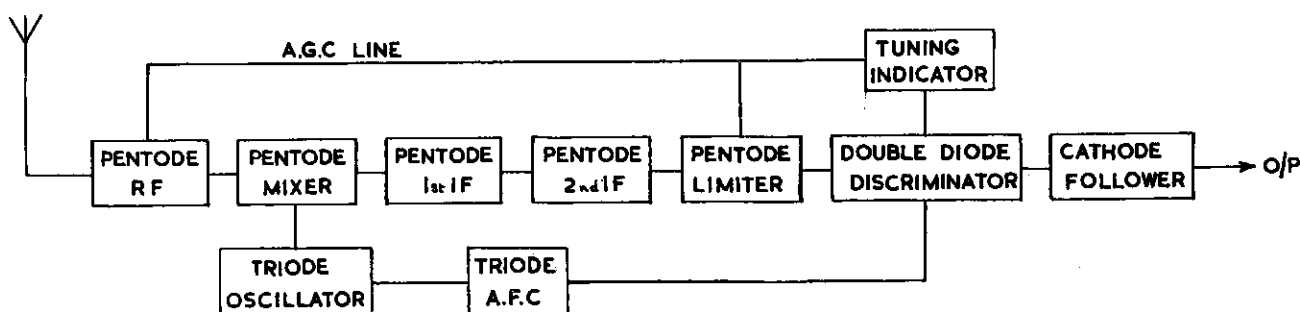 A.G.C LINE
TUNING
INDICATOR
PENTODE
RF
PENTODE
MIXER
PENTODE
1st IF
PENTODE
2nd IF
PENTODE
LIMITER
DOUBLE DIODE
DISCRIMINATOR
CATHODE
FOLLOWER
O/P
TRIODE
OSCILLATOR
TRIODE
A.F.C